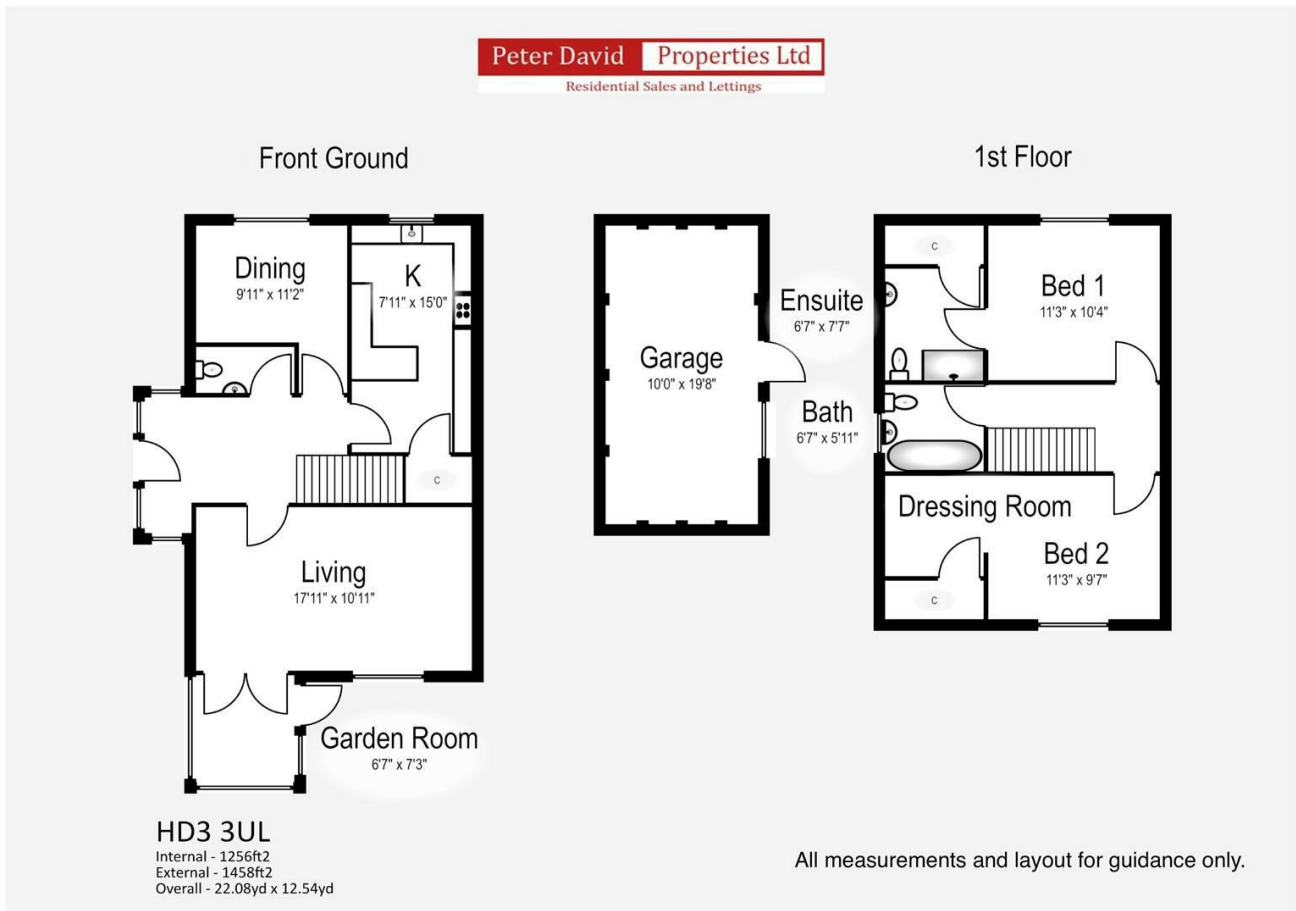 Peter David Properties Ltd
Residential Sales and Lettings
Front Ground
1st Floor
Dining
9'11" x 11'2"
K
7'11" x 15'0"
C
Living
17'11" x 10'11"
Garden Room
6'7" x 7'3"
Garage
10'0" x 19'8"
Ensuite
6'7" x 7'7"
Bath
6'7" x 5'11"
C
Bed 1
11'3" x 10'4"
Dressing Room
Bed 2
11'3" x 9'7"
C
HD3 3UL
Internal - 1256ft2
External - 1458ft2
Overall - 22.08yd x 12.54yd
All measurements and layout for guidance only.